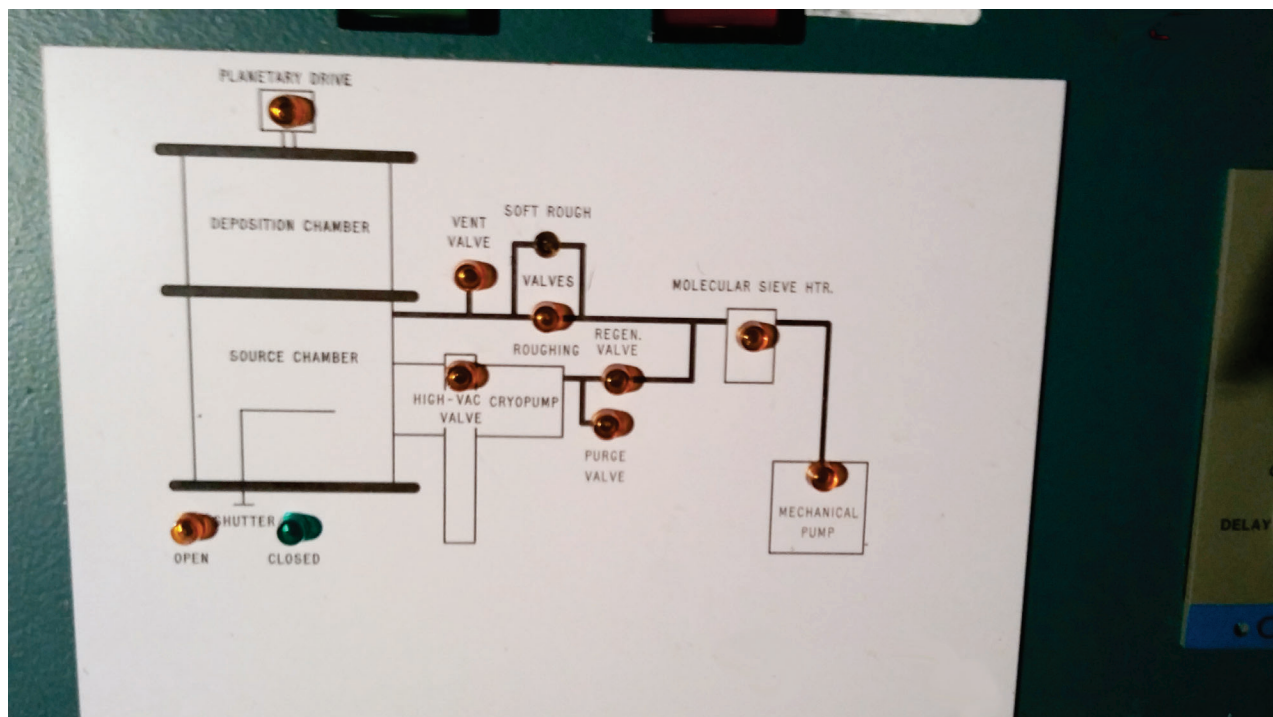 PLANETARY DRIVE
DEPOSITION CHAMBER
VENT
VALVE
SOFT ROUGH
VALVES
ROUGHING
MOLECULAR SIEVE HTR.
REGEN.
VALVE
SOURCE CHAMBER
HIGH-VAC
VALVE
CRYOPUMP
PURGE
VALVE
MECHANICAL
PUMP
SHUTTER
OPEN
CLOSED
DELAY